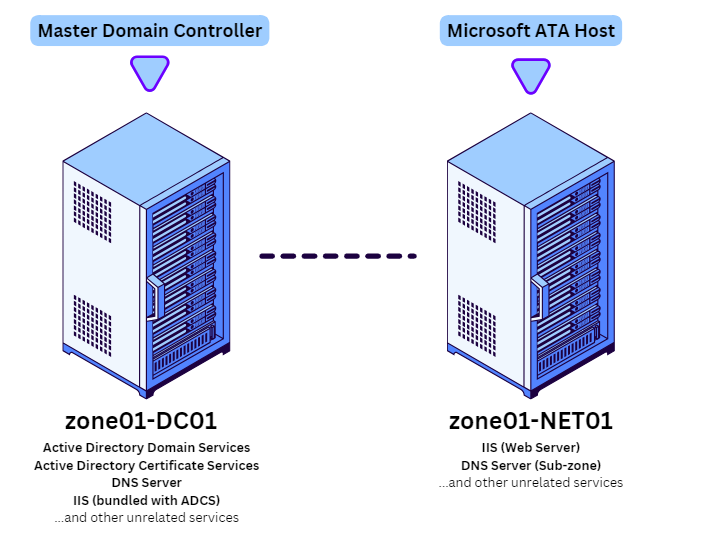 Master Domain Controller
Microsoft ATA Host
zone01-DC01
Active Directory Domain Services
Active Directory Certificate Services
DNS Server
IIS (bundled with ADCS)
...and other unrelated services
zone01-NET01
IIS (Web Server)
DNS Server (Sub-zone)
...and other unrelated services